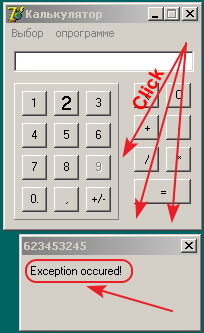 Калькулятор
Выбор опрограмме
Click
1 2 3
4 5 6 + -
7 8 9 / *
0. , +/- =
623453245
Exception occured!